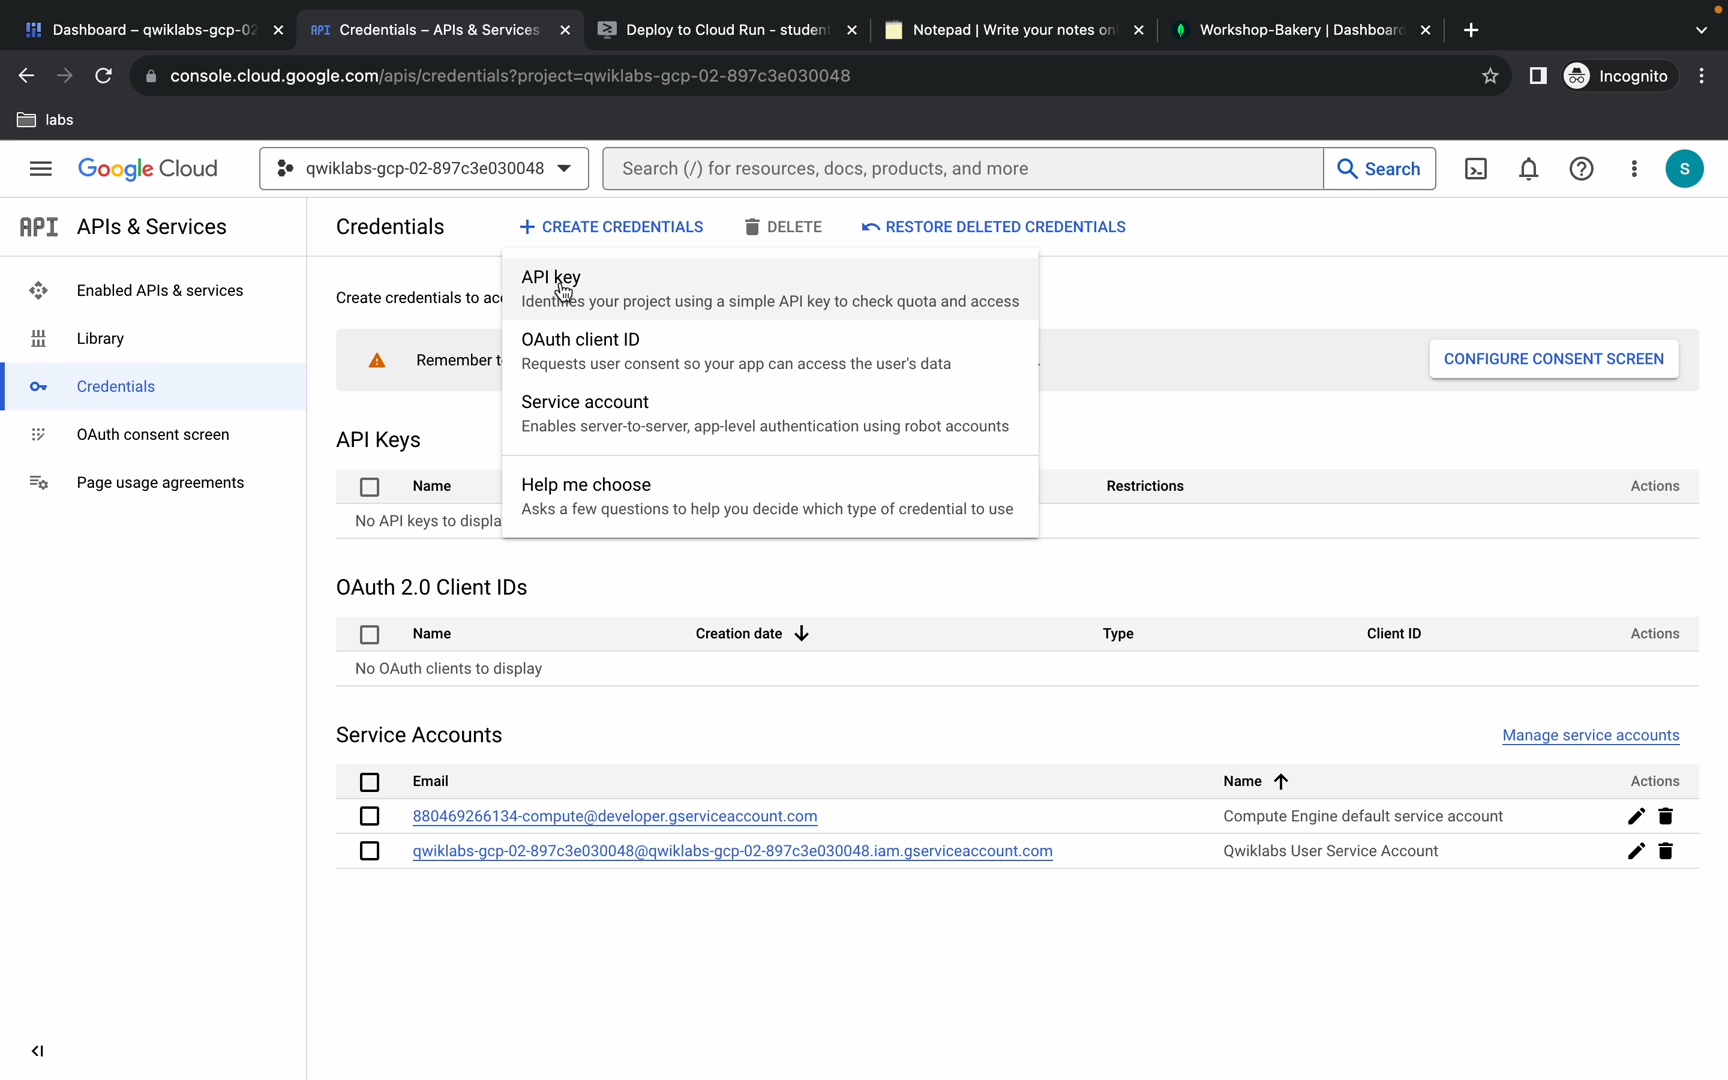 Dashboard – qwiklabs-gcp-02
Credentials – APIs & Services
Deploy to Cloud Run - student
Notepad | Write your notes on
Workshop-Bakery | Dashboard
console.cloud.google.com/apis/credentials?project=qwiklabs-gcp-02-897c3e030048
Incognito
labs
Google Cloud
qwiklabs-gcp-02-897c3e030048
Search (/) for resources, docs, products, and more
Search
S
API APIs & Services
Credentials
+ CREATE CREDENTIALS
DELETE
RESTORE DELETED CREDENTIALS
Enabled APIs & services
Library
Credentials
OAuth consent screen
Page usage agreements
Create credentials to acc
API key
Identifies your project using a simple API key to check quota and access
OAuth client ID
Requests user consent so your app can access the user's data
Service account
Enables server-to-server, app-level authentication using robot accounts
Help me choose
Asks a few questions to help you decide which type of credential to use
Remember t
CONFIGURE CONSENT SCREEN
API Keys
Name Restrictions Actions
No API keys to displa
OAuth 2.0 Client IDs
Name Creation date Type Client ID Actions
No OAuth clients to display
Service Accounts
Manage service accounts
Email Name Actions
880469266134-compute@developer.gserviceaccount.com Compute Engine default service account
qwiklabs-gcp-02-897c3e030048@qwiklabs-gcp-02-897c3e030048.iam.gserviceaccount.com Qwiklabs User Service Account